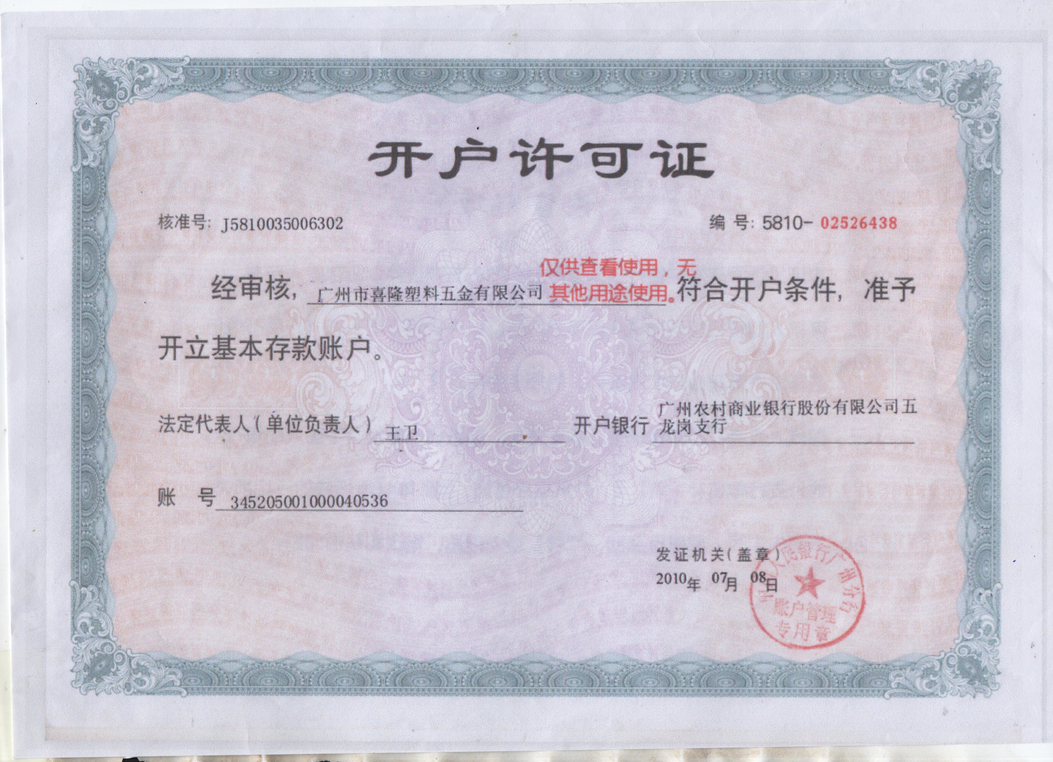 开户许可证
核准号: J5810035006302 编 号: 5810-02526438
仅供查看使用，无
其他用途使用。
经审核, 广州市喜隆塑料五金有限公司 符合开户条件, 准予
开立基本存款账户。
法定代表人(单位负责人) 王卫 开户银行 广州农村商业银行股份有限公司五
龙岗支行
账 号 345205001000040536
发证机关(盖章)
2010年 07月 08日
人民银行广州分
账户管理
专用章